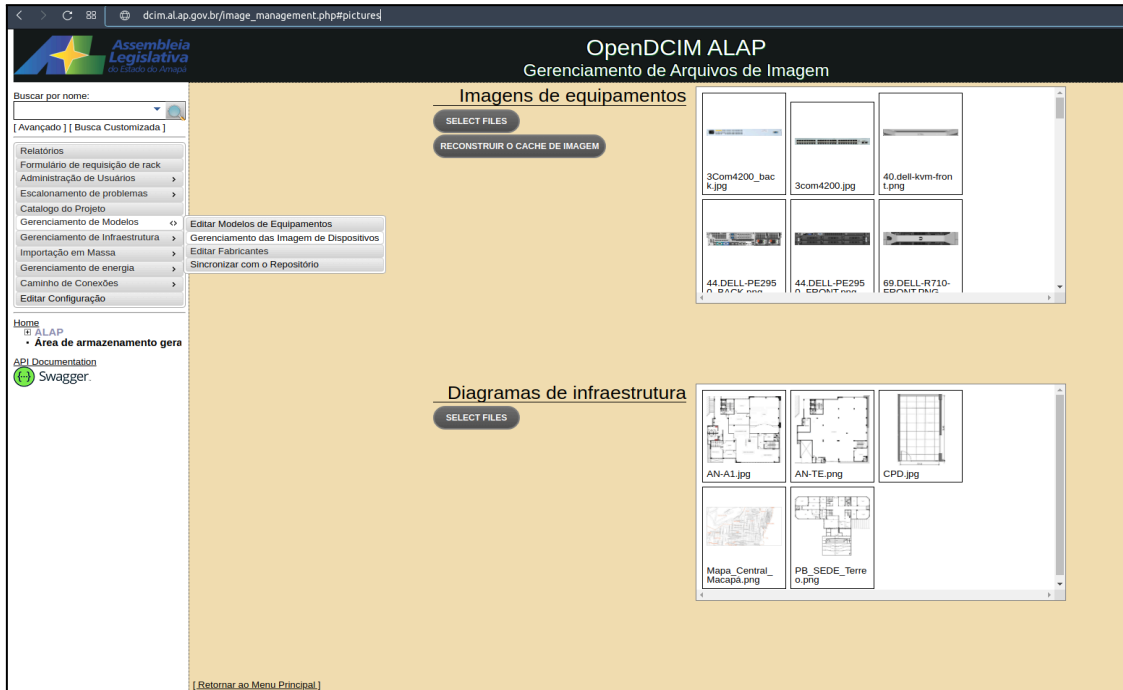 dcim.al.ap.gov.br/image_management.php#pictures
Assembleia
Legislativa
do Estado do Amapá
OpenDCIM ALAP
Gerenciamento de Arquivos de Imagem
Buscar por nome:
[ Avançado ] [ Busca Customizada ]
Relatórios
Formulário de requisição de rack
Administração de Usuários
Escalonamento de problemas
Catalogo do Projeto
Gerenciamento de Modelos
Gerenciamento de Infraestrutura
Importação em Massa
Gerenciamento de energia
Caminho de Conexões
Editar Configuração
Editar Modelos de Equipamentos
Gerenciamento das Imagem de Dispositivos
Editar Fabricantes
Sincronizar com o Repositório
Home
ALAP
Área de armazenamento gera
API Documentation
Swagger.
Imagens de equipamentos
SELECT FILES
RECONSTRUIR O CACHE DE IMAGEM
3Com4200_bac
k.jpg
3com4200.jpg
40.dell-kvm-fron
t.png
44.DELL-PE295
0_BACK.png
44.DELL-PE295
0_FRONT.png
69.DELL-R710-
FRONT.PNG
Diagramas de infraestrutura
SELECT FILES
AN-A1.jpg
AN-TE.png
CPD.jpg
Mapa_Central_
Macapá.png
PB_SEDE_Terre
o.png
[ Retornar ao Menu Principal ]